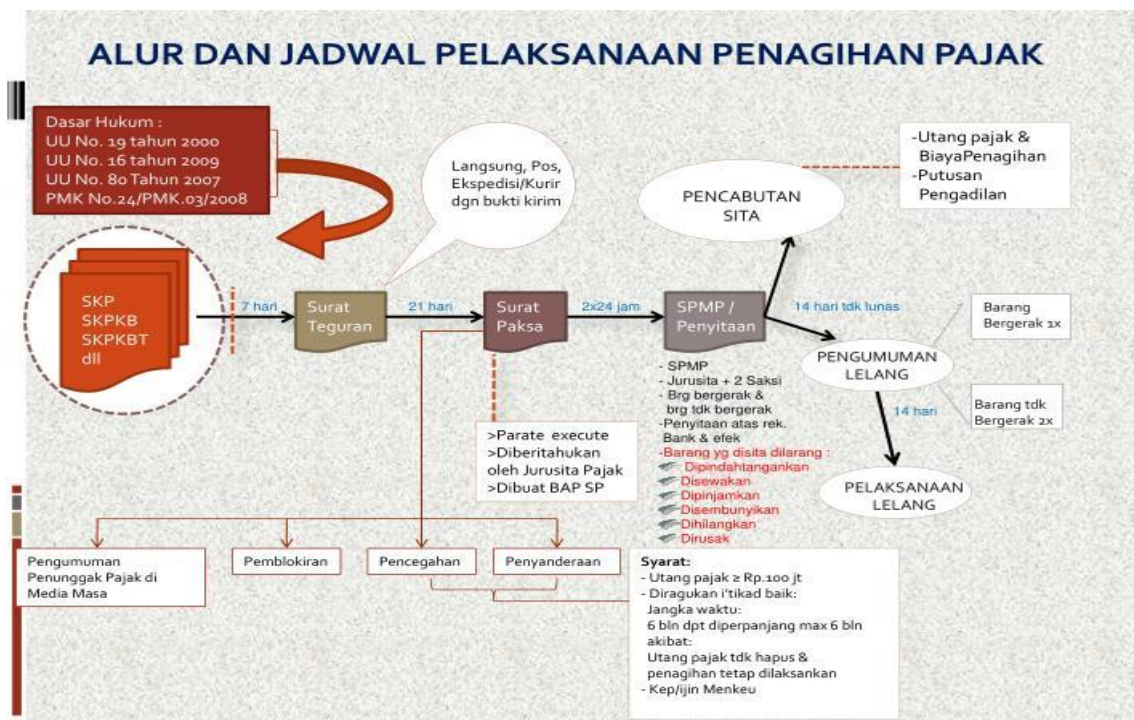 ALUR DAN JADWAL PELAKSANAAN PENAGIHAN PAJAK
Dasar Hukum :
UU No. 19 tahun 2000
UU No. 16 tahun 2009
UU No. 80 Tahun 2007
PMK No.24/PMK.03/2008
Langsung, Pos,
Ekspedisi/Kurir
dgn bukti kirim
PENCABUTAN
SITA
-Utang pajak &
BiayaPenagihan
-Putusan
Pengadilan
SKP
SKPKB
SKPKBT
dll
7 hari
Surat
Teguran
21 hari
Surat
Paksa
2x24 jam
SPMP /
Penyitaan
14 hari tdk lunas
Barang
Bergerak 1x
PENGUMUMAN
LELANG
Barang tdk
Bergerak 2x
14 hari
PELAKSANAAN
LELANG
>Parate execute
>Diberitahukan
oleh Jurusita Pajak
>Dibuat BAP SP
- SPMP
- Jurusita + 2 Saksi
- Brg bergerak &
brg tdk bergerak
-Penyitaan atas rek.
Bank & efek
-Barang yg disita dilarang :
Dipindahtangankan
Disewakan
Dipinjamkan
Disembunyikan
Dihilangkan
Dirusak
Pengumuman
Penunggak Pajak di
Media Masa
Pemblokiran
Pencegahan
Penyanderaan
Syarat:
- Utang pajak ≥ Rp.100 jt
- Diragukan i'tikad baik:
Jangka waktu:
6 bln dpt diperpanjang max 6 bln
akibat:
Utang pajak tdk hapus &
penagihan tetap dilaksankan
- Kep/ijin Menkeu